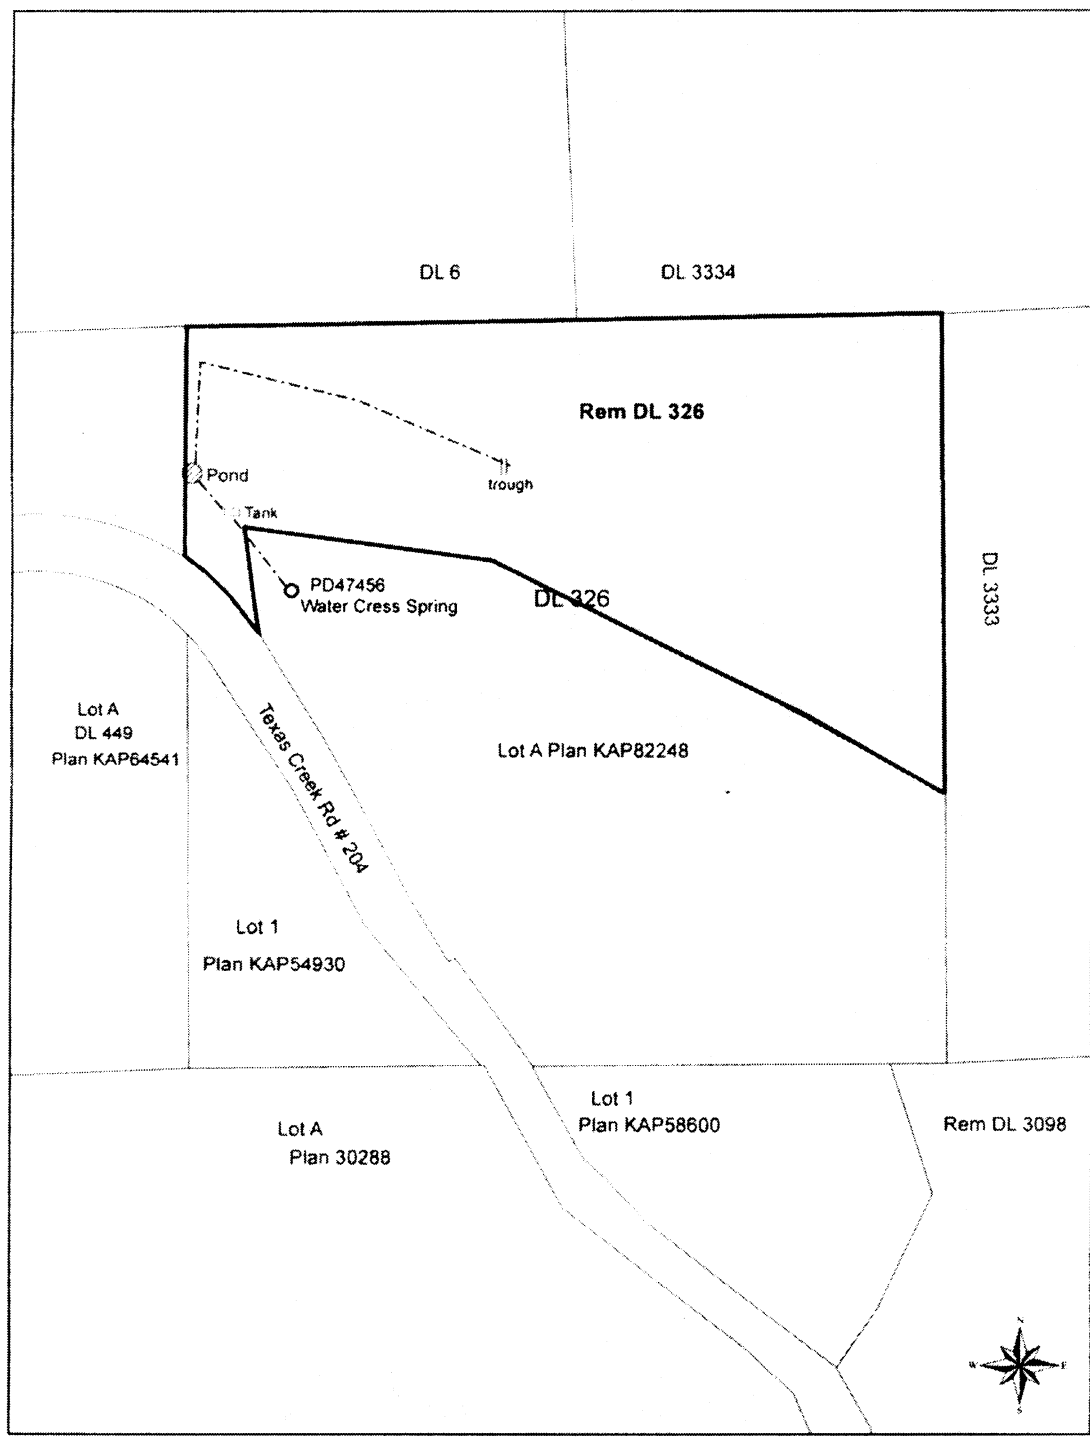 DL 6
DL 3334
Rem DL 326
trough
Pond
Tank
PD47456
Water Cress Spring
DL 326
DL 3333
Lot A
DL 449
Plan KAP64541
Texas Creek Rd # 204
Lot A Plan KAP82248
Lot 1
Plan KAP54930
Lot 1
Plan KAP58600
Rem DL 3098
Lot A
Plan 30288
N
W
E
S